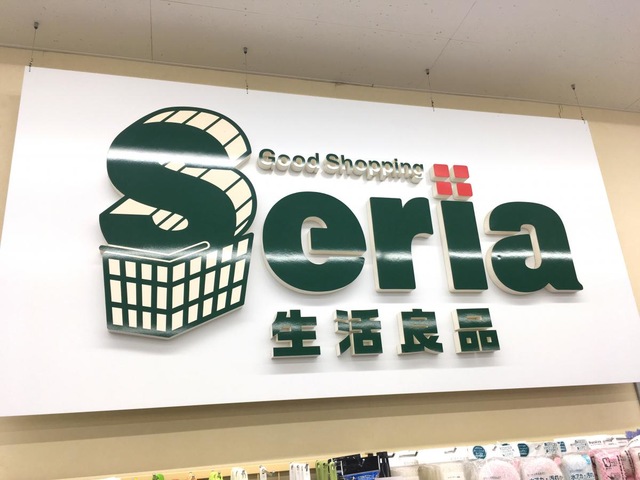 Good Shopping
Seria
生活良品